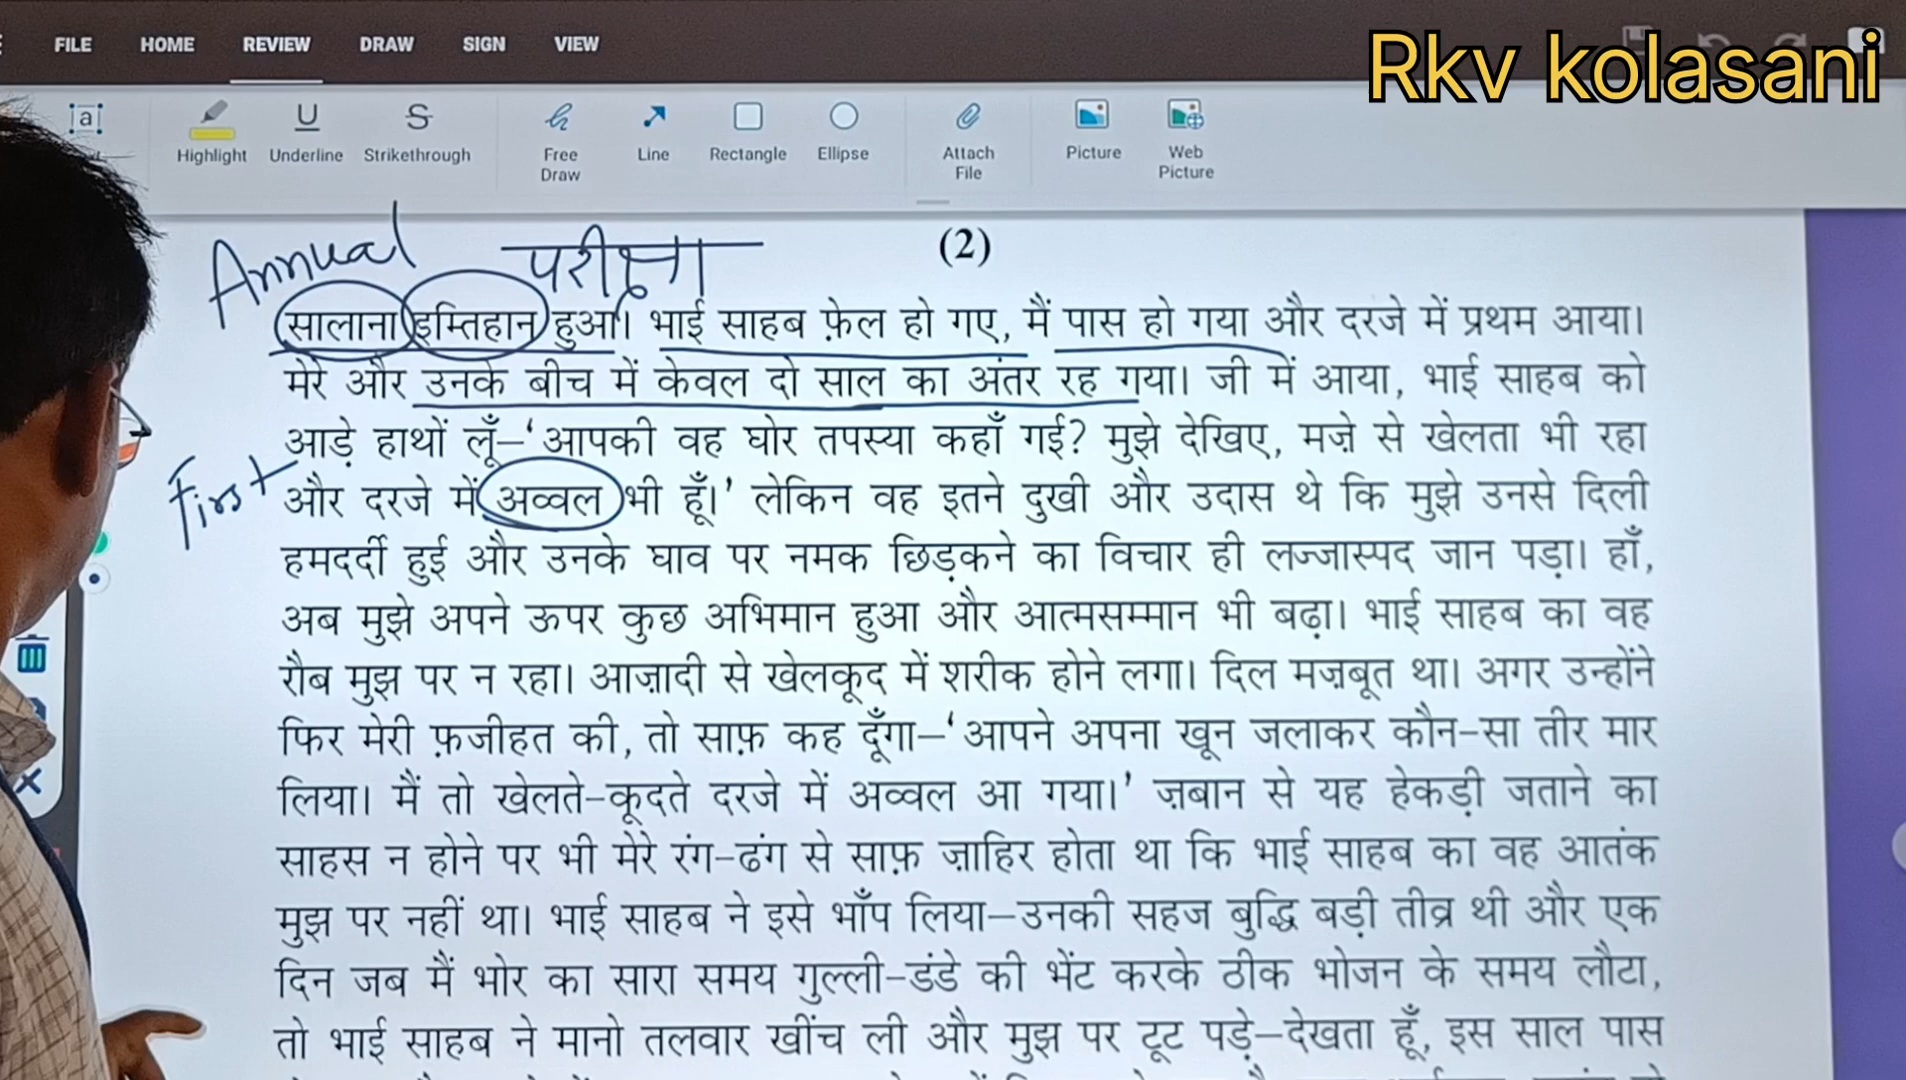 FILE HOME REVIEW DRAW SIGN VIEW
Rkv kolasani
a
Highlight Underline Strikethrough Free Draw Line Rectangle Ellipse Attach File Picture Web Picture
Annual परीक्षा (2)
सालाना इम्तिहान हुआ। भाई साहब फ़ेल हो गए, मैं पास हो गया और दरजे में प्रथम आया।
मेरे और उनके बीच में केवल दो साल का अंतर रह गया। जी में आया, भाई साहब को
आड़े हाथों लूँ–‘आपकी वह घोर तपस्या कहाँ गई? मुझे देखिए, मज़े से खेलता भी रहा
First
और दरजे में अव्वल भी हूँ।’ लेकिन वह इतने दुखी और उदास थे कि मुझे उनसे दिली
हमदर्दी हुई और उनके घाव पर नमक छिड़कने का विचार ही लज्जास्पद जान पड़ा। हाँ,
अब मुझे अपने ऊपर कुछ अभिमान हुआ और आत्मसम्मान भी बढ़ा। भाई साहब का वह
रौब मुझ पर न रहा। आज़ादी से खेलकूद में शरीक होने लगा। दिल मज़बूत था। अगर उन्होंने
फिर मेरी फ़जीहत की, तो साफ़ कह दूँगा–‘आपने अपना खून जलाकर कौन-सा तीर मार
लिया। मैं तो खेलते-कूदते दरजे में अव्वल आ गया।’ ज़बान से यह हेकड़ी जताने का
साहस न होने पर भी मेरे रंग-ढंग से साफ़ ज़ाहिर होता था कि भाई साहब का वह आतंक
मुझ पर नहीं था। भाई साहब ने इसे भाँप लिया–उनकी सहज बुद्धि बड़ी तीव्र थी और एक
दिन जब मैं भोर का सारा समय गुल्ली-डंडे की भेंट करके ठीक भोजन के समय लौटा,
तो भाई साहब ने मानो तलवार खींच ली और मुझ पर टूट पड़े–देखता हूँ, इस साल पास